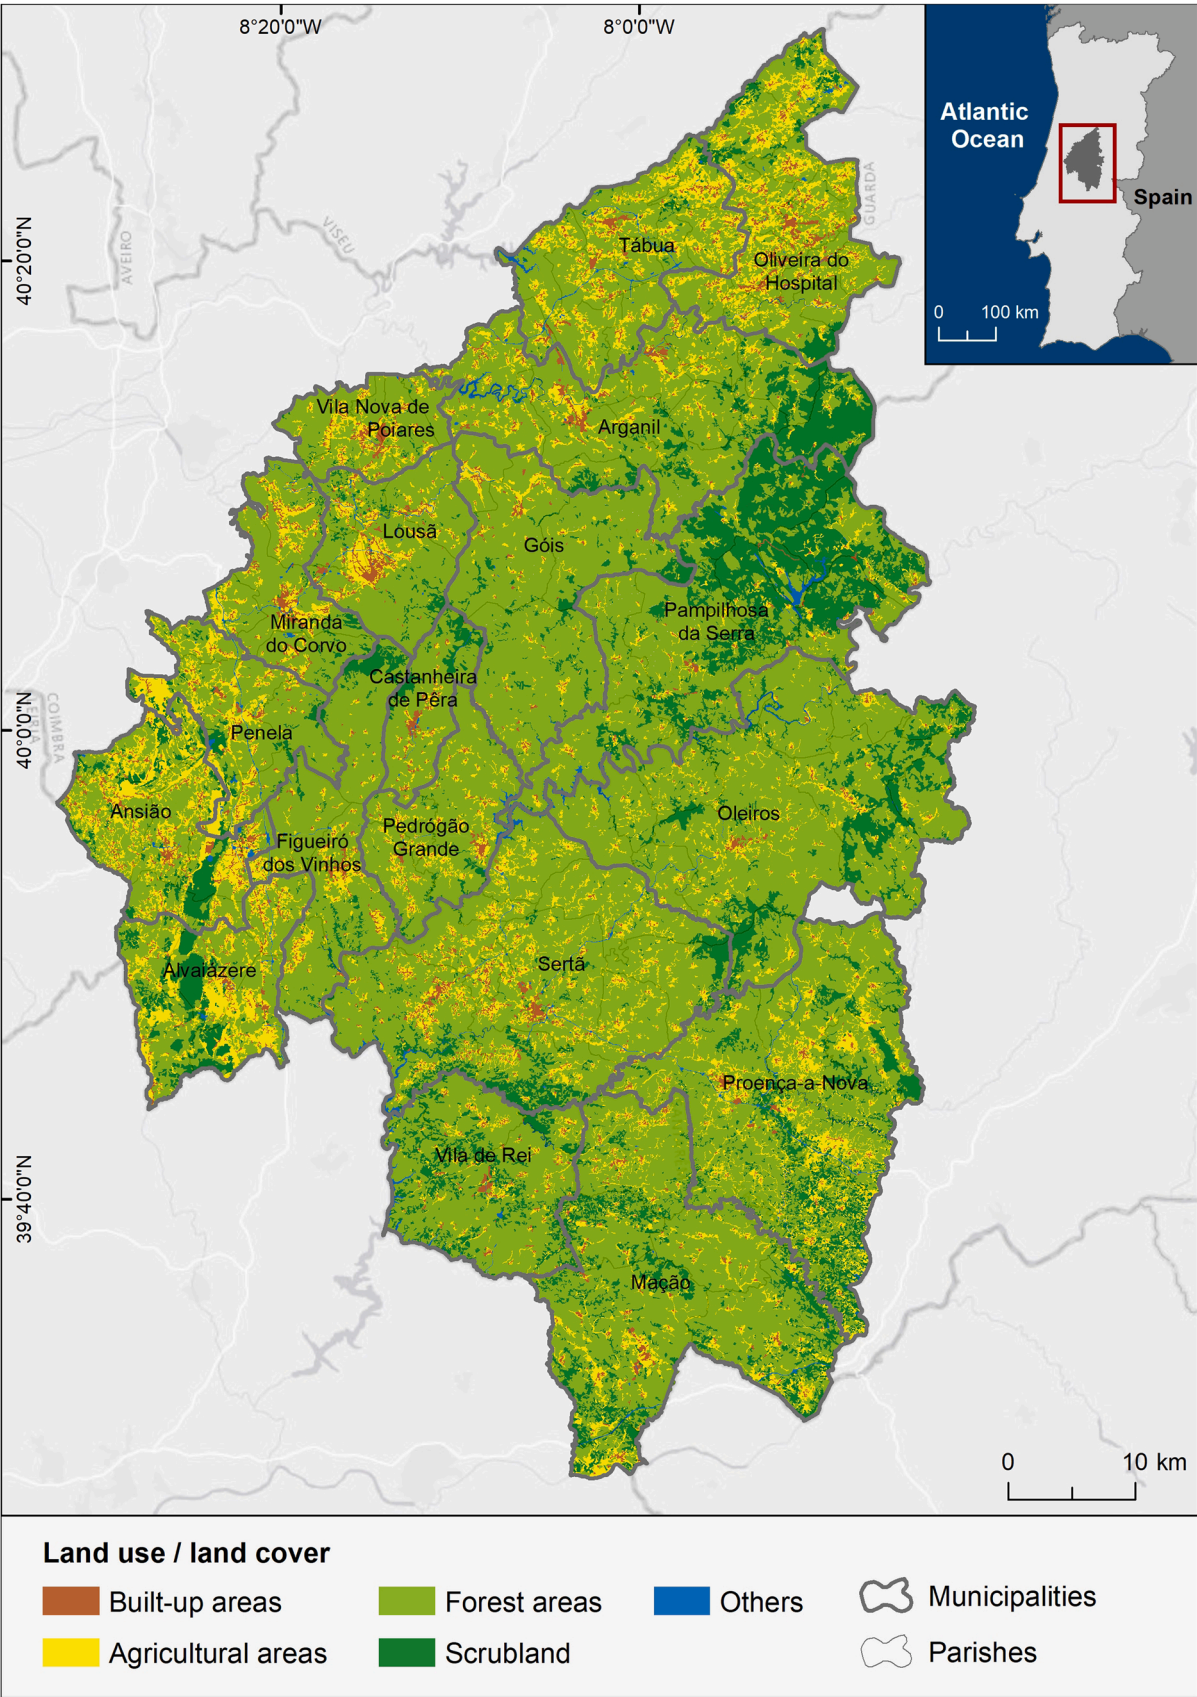 8°20'0"W
8°0'0"W
40°20'0"N
40°0'0"N
39°40'0"N
AVEIRO
VISEU
GUARDA
COIMBRA
LEIRIA
Atlantic
Ocean
Spain
0 100 km
Tábua
Oliveira do
Hospital
Vila Nova de
Poiares
Arganil
Lousã
Góis
Miranda
do Corvo
Pampilhosa
da Serra
Castanheira
de Pêra
Penela
Ansião
Figueiró
dos Vinhos
Pedrógão
Grande
Oleiros
Alvaiázere
Sertã
Proença-a-Nova
Vila de Rei
Mação
0 10 km
Land use / land cover
Built-up areas
Forest areas
Others
Municipalities
Agricultural areas
Scrubland
Parishes